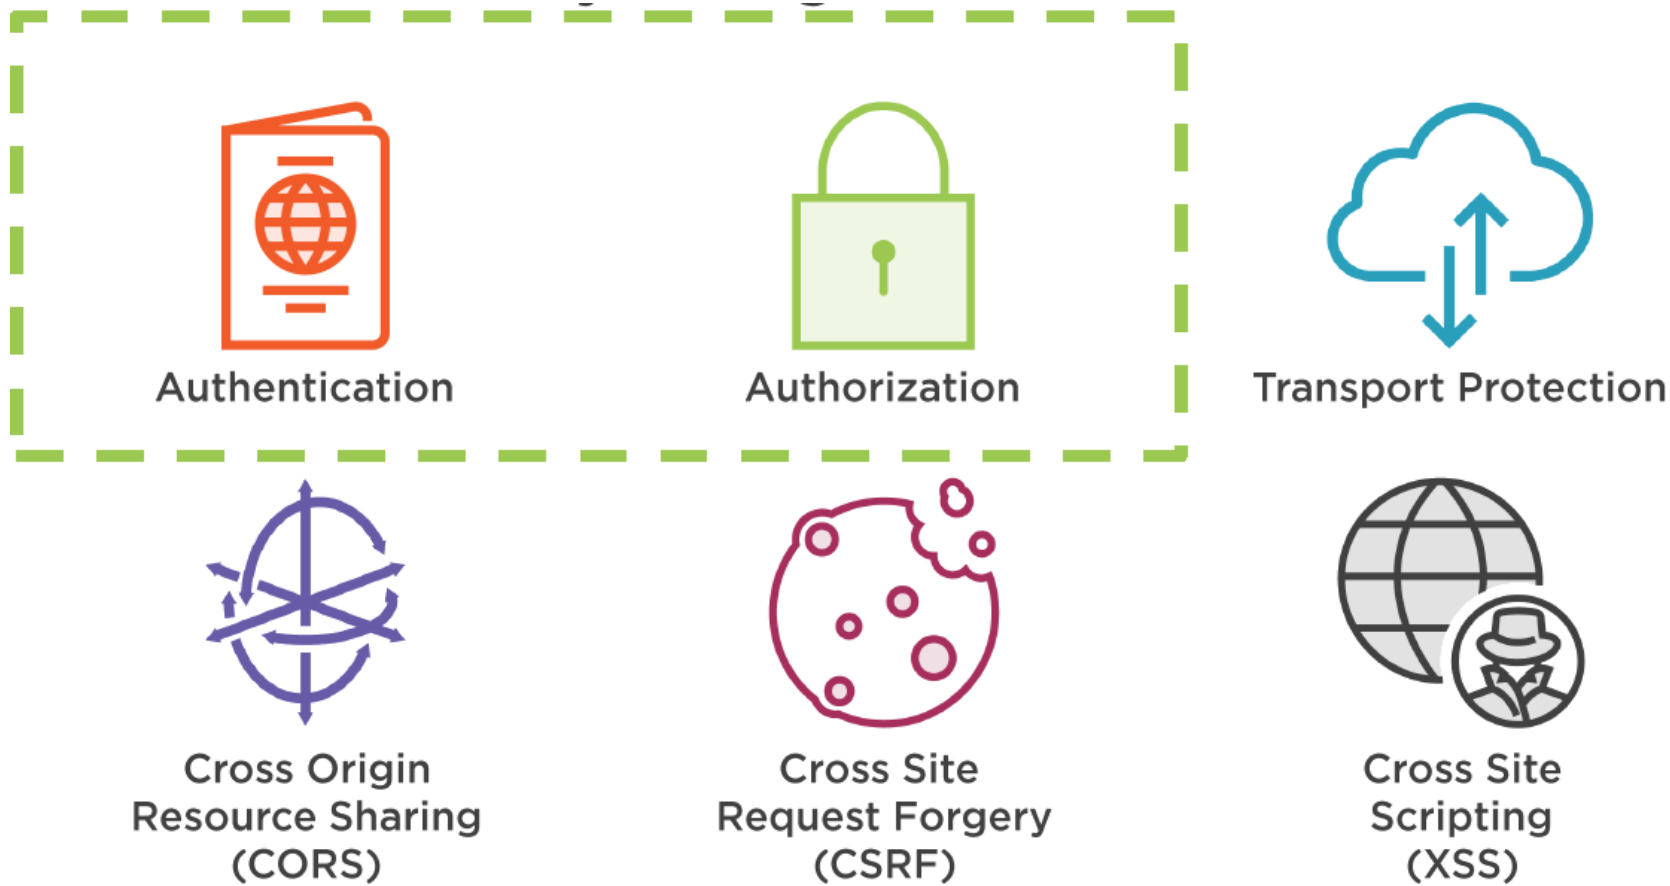 Authentication
Authorization
Transport Protection
Cross Origin
Resource Sharing
(CORS)
Cross Site
Request Forgery
(CSRF)
Cross Site
Scripting
(XSS)